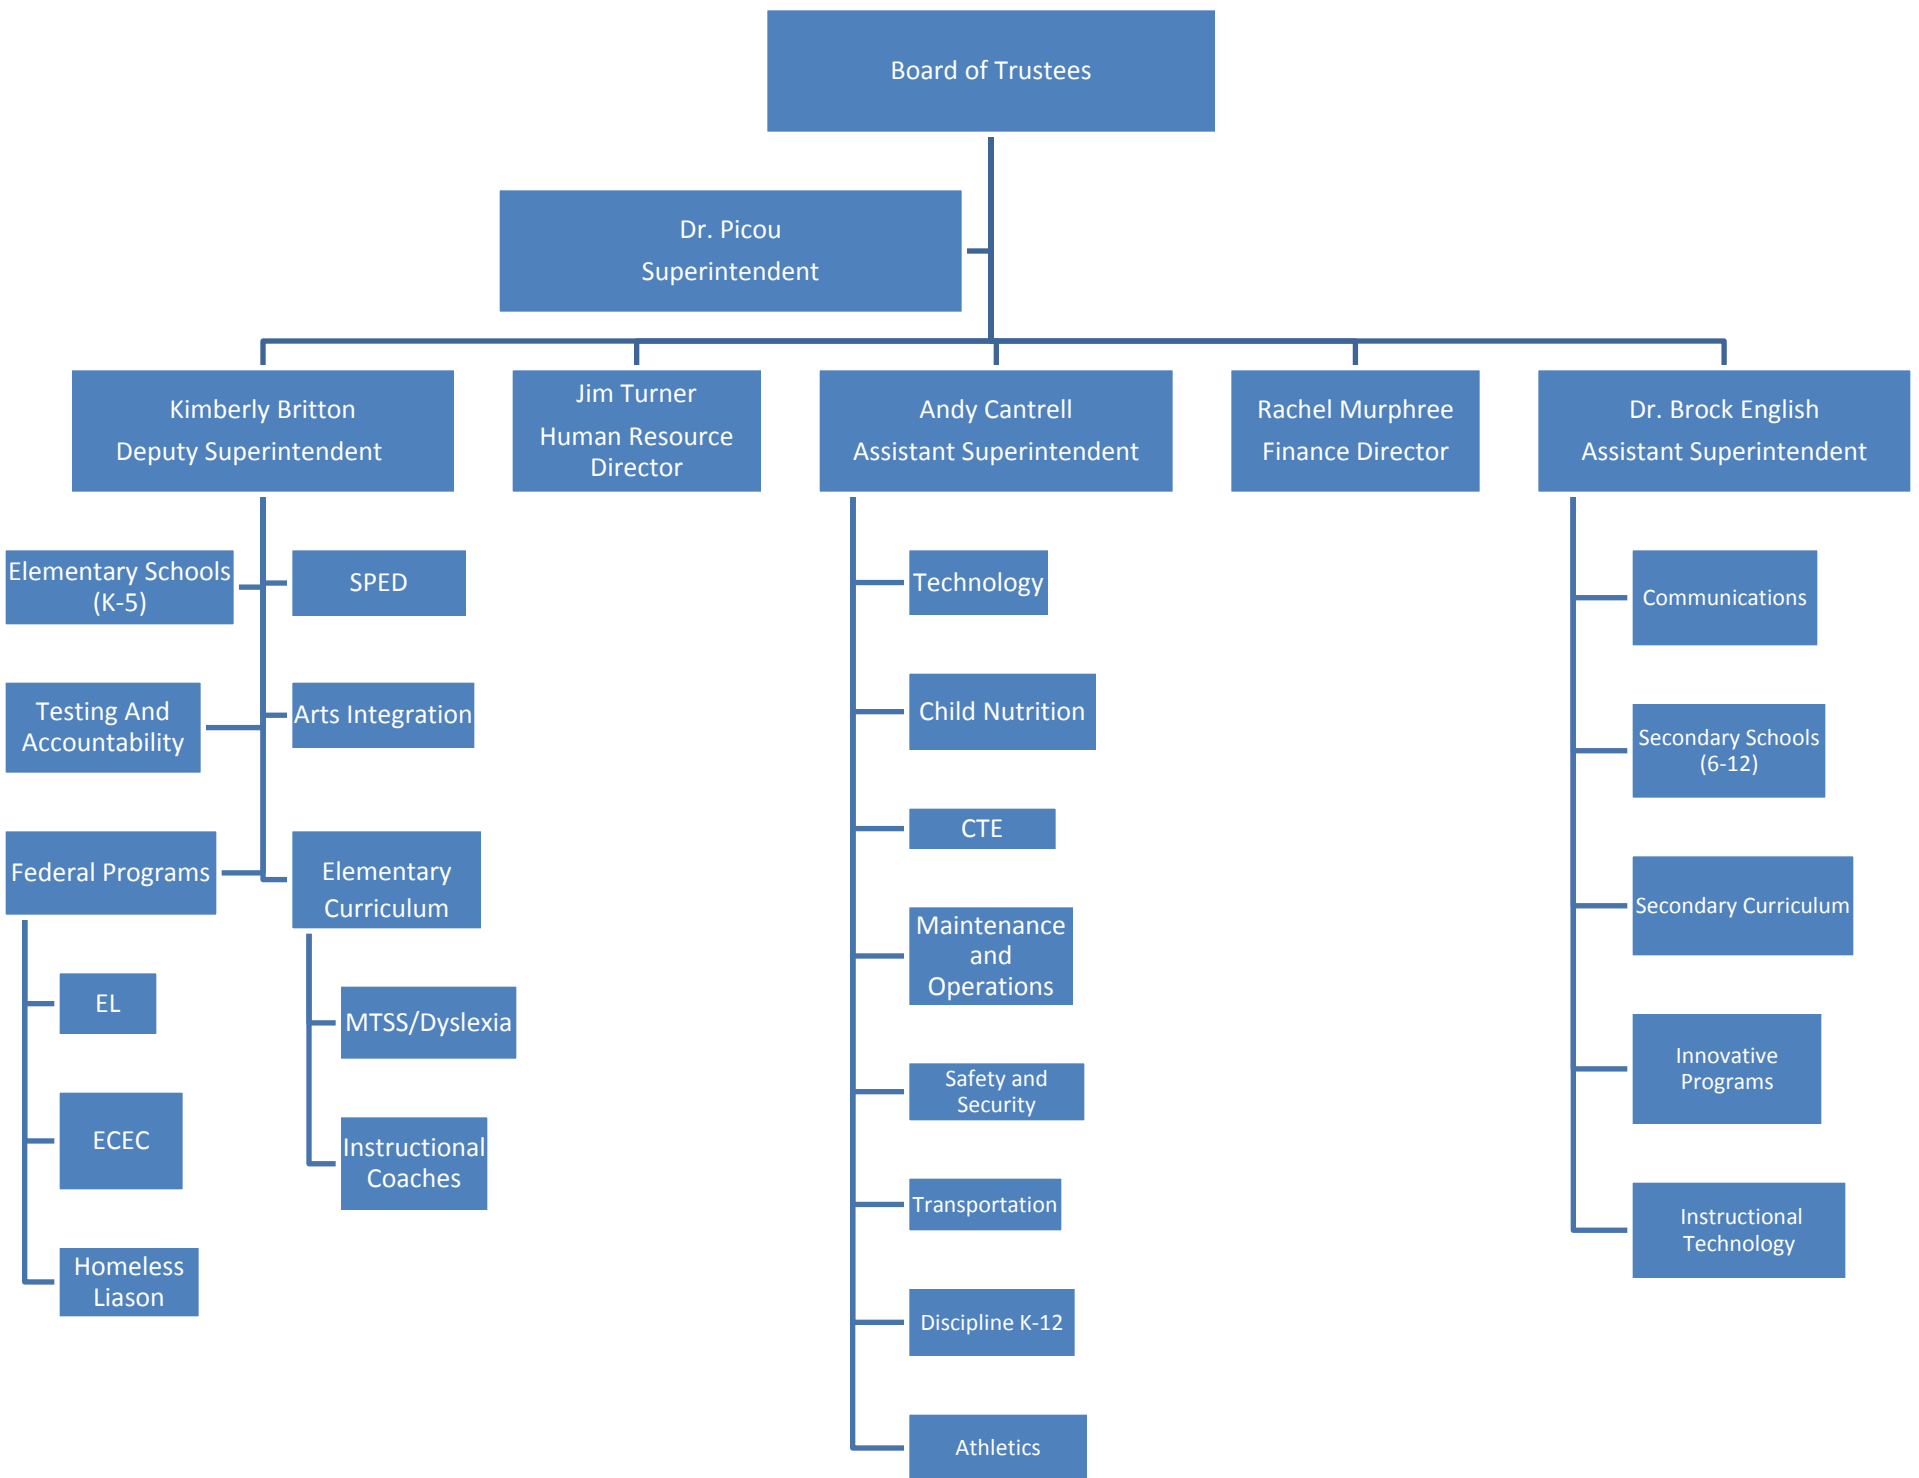 Board of Trustees
Dr. Picou
Superintendent
Kimberly Britton
Deputy Superintendent
Jim Turner
Human Resource
Director
Andy Cantrell
Assistant Superintendent
Rachel Murphree
Finance Director
Dr. Brock English
Assistant Superintendent
Elementary Schools
(K-5)
SPED
Testing And
Accountability
Arts Integration
Federal Programs
Elementary
Curriculum
EL
ECEC
Homeless
Liason
MTSS/Dyslexia
Instructional
Coaches
Technology
Child Nutrition
CTE
Maintenance
and
Operations
Safety and
Security
Transportation
Discipline K-12
Athletics
Communications
Secondary Schools
(6-12)
Secondary Curriculum
Innovative
Programs
Instructional
Technology